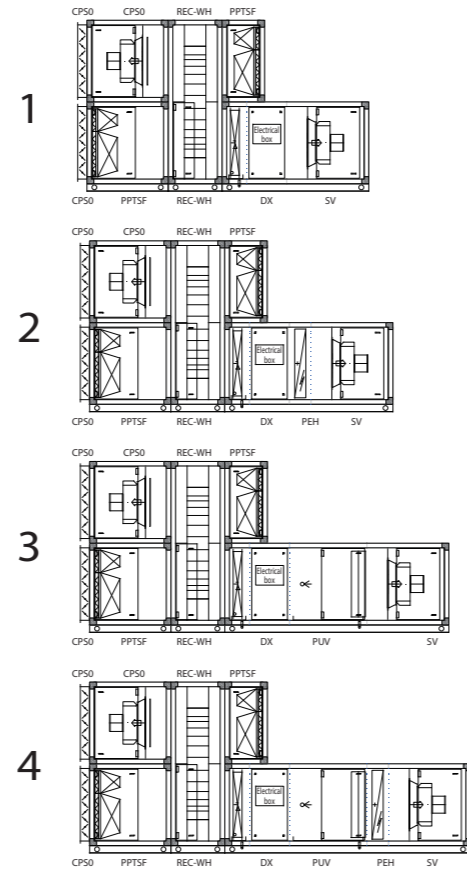 CPS0 CPS0 REC-WH PPTSF
1
Electrical
box
CPS0 PPTSF REC-WH DX SV
CPS0 CPS0 REC-WH PPTSF
2
Electrical
box
CPS0 PPTSF REC-WH DX PEH SV
CPS0 CPS0 REC-WH PPTSF
3
Electrical
box
CPS0 PPTSF REC-WH DX PUV SV
CPS0 CPS0 REC-WH PPTSF
4
Electrical
box
CPS0 PPTSF REC-WH DX PUV PEH SV